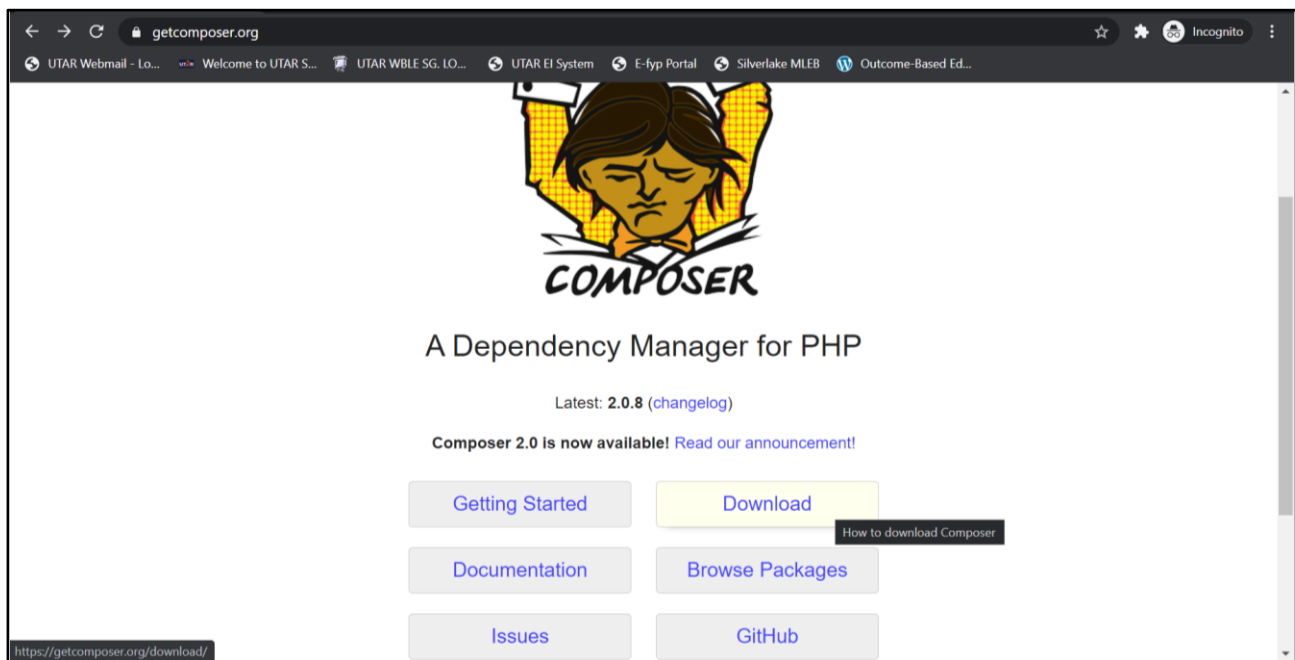 getcomposer.org
Incognito
UTAR Webmail - Lo... Welcome to UTAR S... UTAR WBLE SG. LO... UTAR EI System E-fyp Portal Silverlake MLEB Outcome-Based Ed...
COMPOSER
A Dependency Manager for PHP
Latest: 2.0.8 (changelog)
Composer 2.0 is now available! Read our announcement!
Getting Started
Download
How to download Composer
Documentation
Browse Packages
Issues
GitHub
https://getcomposer.org/download/